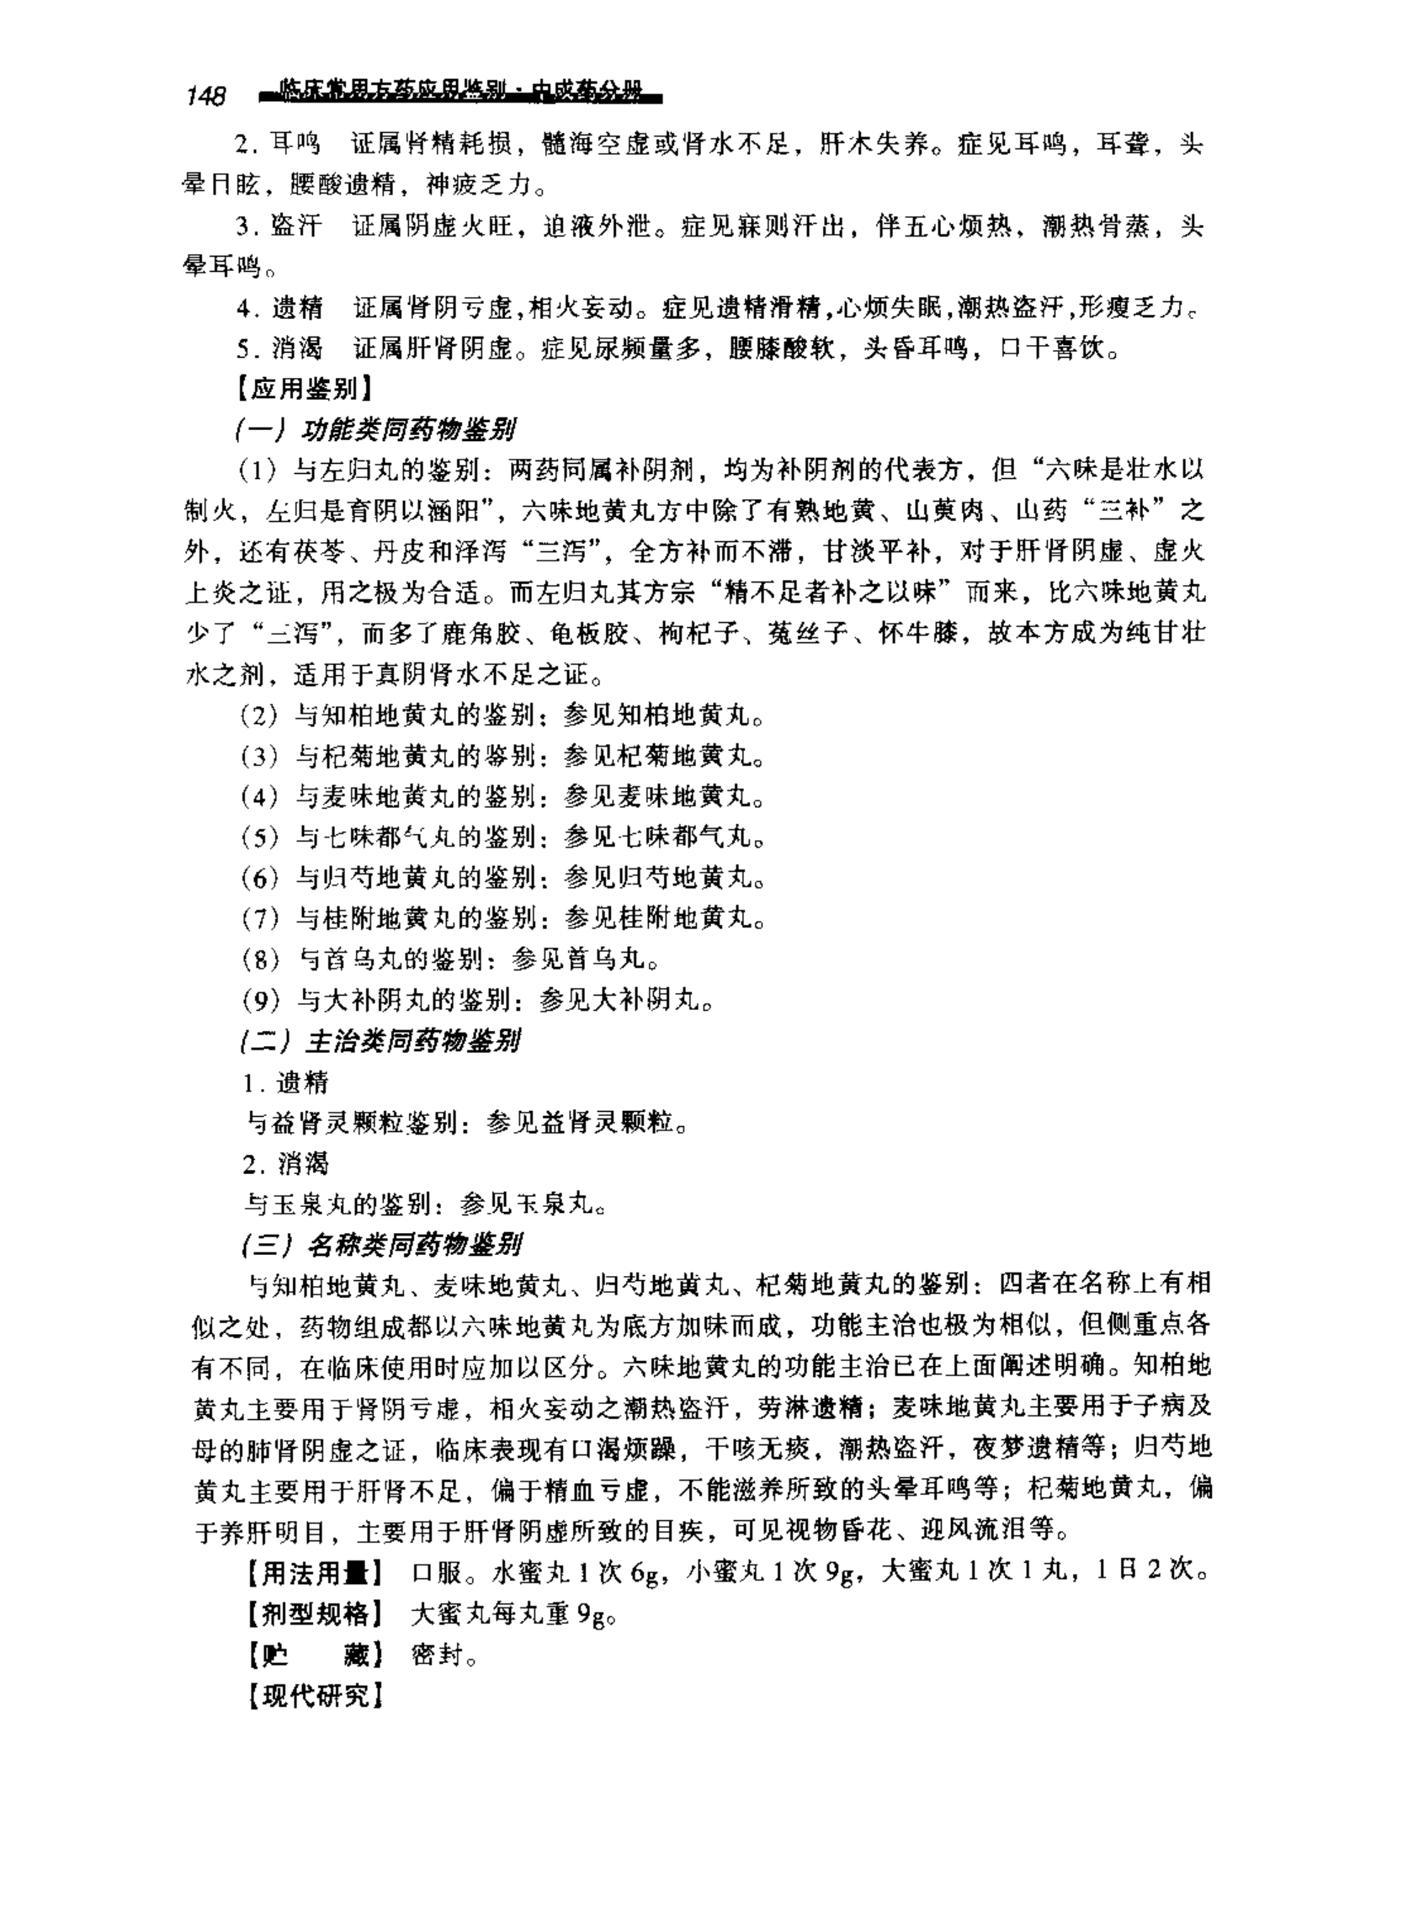 148 临床常用方药应用鉴别·中成药分册
2. 耳鸣 证属肾精耗损，髓海空虚或肾水不足，肝木失养。症见耳鸣，耳聋，头
晕目眩，腰酸遗精，神疲乏力。
3. 盗汗 证属阴虚火旺，迫液外泄。症见寐则汗出，伴五心烦热，潮热骨蒸，头
晕耳鸣。
4. 遗精 证属肾阴亏虚,相火妄动。症见遗精滑精,心烦失眠,潮热盗汗,形瘦乏力。
5. 消渴 证属肝肾阴虚。症见尿频量多，腰膝酸软，头昏耳鸣，口干喜饮。
【应用鉴别】
（一）功能类同药物鉴别
（1）与左归丸的鉴别：两药同属补阴剂，均为补阴剂的代表方，但“六味是壮水以
制火，左归是育阴以涵阳”，六味地黄丸方中除了有熟地黄、山萸肉、山药“三补”之
外，还有茯苓、丹皮和泽泻“三泻”，全方补而不滞，甘淡平补，对于肝肾阴虚、虚火
上炎之证，用之极为合适。而左归丸其方宗“精不足者补之以味”而来，比六味地黄丸
少了“三泻”，而多了鹿角胶、龟板胶、枸杞子、菟丝子、怀牛膝，故本方成为纯甘壮
水之剂，适用于真阴肾水不足之证。
（2）与知柏地黄丸的鉴别：参见知柏地黄丸。
（3）与杞菊地黄丸的鉴别：参见杞菊地黄丸。
（4）与麦味地黄丸的鉴别：参见麦味地黄丸。
（5）与七味都气丸的鉴别：参见七味都气丸。
（6）与归芍地黄丸的鉴别：参见归芍地黄丸。
（7）与桂附地黄丸的鉴别：参见桂附地黄丸。
（8）与首乌丸的鉴别：参见首乌丸。
（9）与大补阴丸的鉴别：参见大补阴丸。
（二）主治类同药物鉴别
1. 遗精
与益肾灵颗粒鉴别：参见益肾灵颗粒。
2. 消渴
与玉泉丸的鉴别：参见玉泉丸。
（三）名称类同药物鉴别
与知柏地黄丸、麦味地黄丸、归芍地黄丸、杞菊地黄丸的鉴别：四者在名称上有相
似之处，药物组成都以六味地黄丸为底方加味而成，功能主治也极为相似，但侧重点各
有不同，在临床使用时应加以区分。六味地黄丸的功能主治已在上面阐述明确。知柏地
黄丸主要用于肾阴亏虚，相火妄动之潮热盗汗，劳淋遗精；麦味地黄丸主要用于子病及
母的肺肾阴虚之证，临床表现有口渴烦躁，干咳无痰，潮热盗汗，夜梦遗精等；归芍地
黄丸主要用于肝肾不足，偏于精血亏虚，不能滋养所致的头晕耳鸣等；杞菊地黄丸，偏
于养肝明目，主要用于肝肾阴虚所致的目疾，可见视物昏花、迎风流泪等。
【用法用量】 口服。水蜜丸 1 次 6g，小蜜丸 1 次 9g，大蜜丸 1 次 1 丸，1 日 2 次。
【剂型规格】 大蜜丸每丸重 9g。
【贮 藏】 密封。
【现代研究】